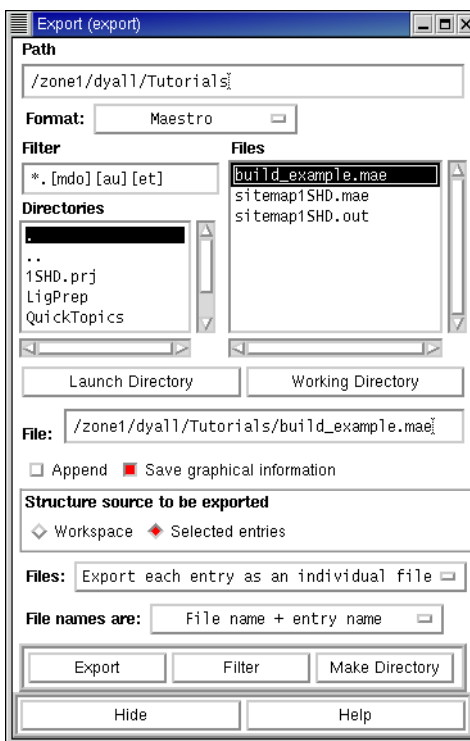 Export (export)
Path
/zone1/dyall/Tutorials
Format: Maestro
Filter
*.[mdo][au][et]
Directories
.
..
1SHD.prj
LigPrep
QuickTopics
Files
build_example.mae
sitemap1SHD.mae
sitemap1SHD.out
Launch Directory Working Directory
File: /zone1/dyall/Tutorials/build_example.mae
Append Save graphical information
Structure source to be exported
Workspace Selected entries
Files: Export each entry as an individual file
File names are: File name + entry name
Export Filter Make Directory
Hide Help